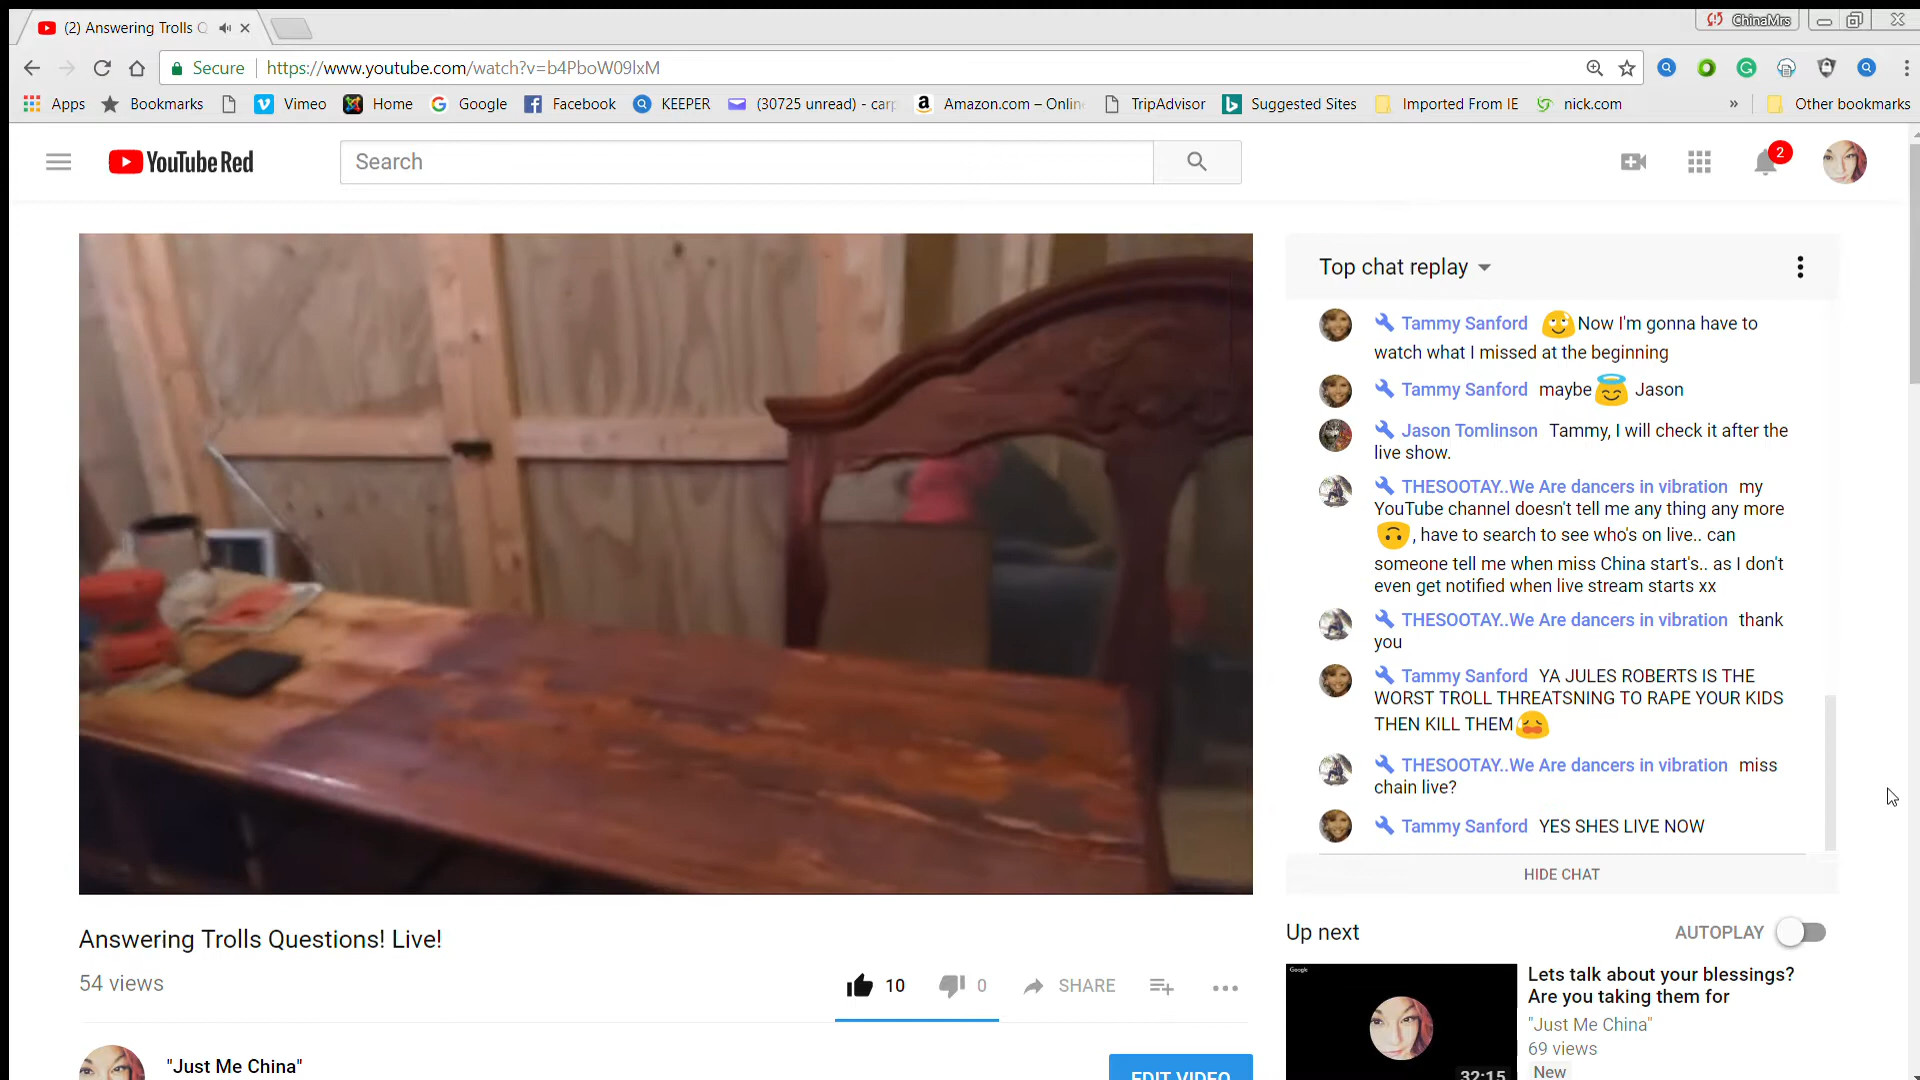 (2) Answering Trolls Q
ChinaMrs
Secure
https://www.youtube.com/watch?v=b4PboW09lxM
Apps
Bookmarks
Vimeo
Home
Google
Facebook
KEEPER
(30725 unread) - carp
Amazon.com – Onlin
TripAdvisor
Suggested Sites
Imported From IE
nick.com
»
Other bookmarks
YouTube Red
Search
2
Top chat replay
Tammy Sanford Now I'm gonna have to
watch what I missed at the beginning
Tammy Sanford maybe Jason
Jason Tomlinson Tammy, I will check it after the
live show.
THESOOTAY..We Are dancers in vibration my
YouTube channel doesn't tell me any thing any more
, have to search to see who's on live.. can
someone tell me when miss China start's.. as I don't
even get notified when live stream starts xx
THESOOTAY..We Are dancers in vibration thank
you
Tammy Sanford YA JULES ROBERTS IS THE
WORST TROLL THREATSNING TO RAPE YOUR KIDS
THEN KILL THEM
THESOOTAY..We Are dancers in vibration miss
chain live?
Tammy Sanford YES SHES LIVE NOW
HIDE CHAT
Answering Trolls Questions! Live!
54 views
10
0
SHARE
"Just Me China"
EDIT VIDEO
Up next
AUTOPLAY
Google
32:15
Lets talk about your blessings?
Are you taking them for
"Just Me China"
69 views
New